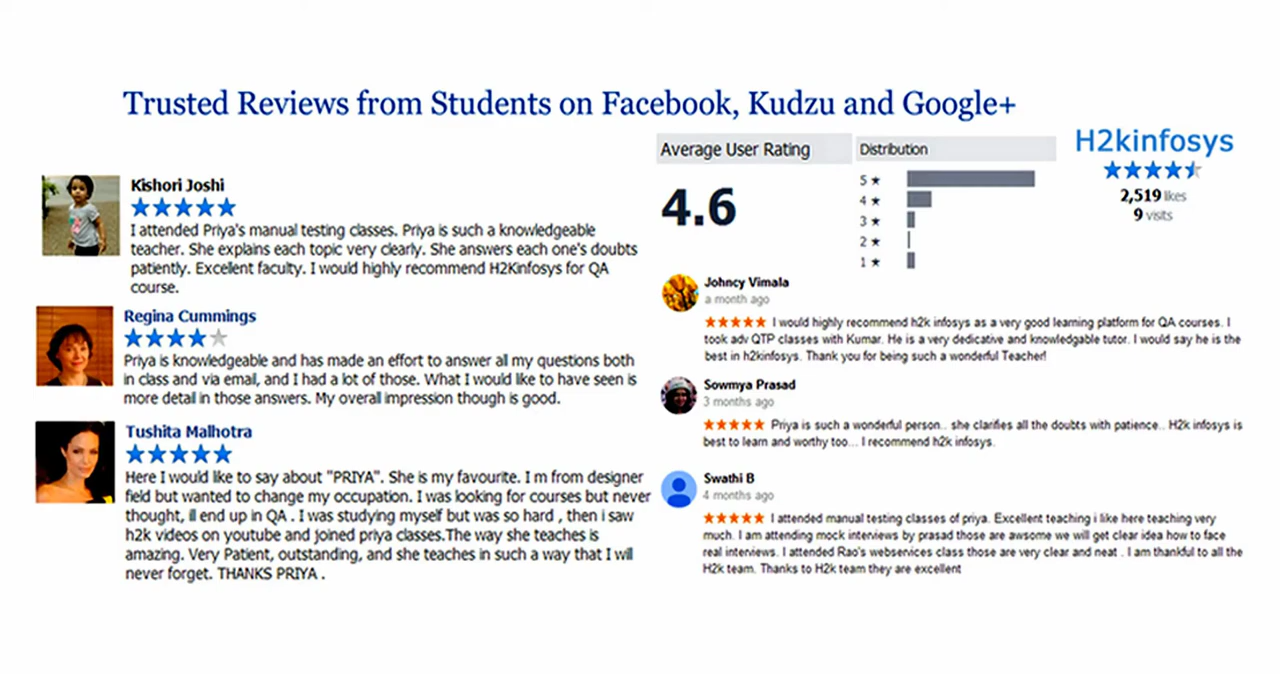 Trusted Reviews from Students on Facebook, Kudzu and Google+
Kishori Joshi
I attended Priya's manual testing classes. Priya is such a knowledgeable
teacher. She explains each topic very clearly. She answers each one's doubts
patiently. Excellent faculty. I would highly recommend H2Kinfosys for QA
course.
Regina Cummings
Priya is knowledgeable and has made an effort to answer all my questions both
in class and via email, and I had a lot of those. What I would like to have seen is
more detail in those answers. My overall impression though is good.
Tushita Malhotra
Here I would like to say about "PRIYA". She is my favourite. I m from designer
field but wanted to change my occupation. I was looking for courses but never
thought, ill end up in QA . I was studying myself but was so hard , then i saw
h2k videos on youtube and joined priya classes.The way she teaches is
amazing. Very Patient, outstanding, and she teaches in such a way that I will
never forget. THANKS PRIYA .
Average User Rating
4.6
Distribution
5 ★
4 ★
3 ★
2 ★
1 ★
H2kinfosys
2,519 likes
9 visits
Johncy Vimala
a month ago
I would highly recommend h2k infosys as a very good learning platform for QA courses. I
took adv QTP classes with Kumar. He is a very dedicative and knowledgable tutor. I would say he is the
best in h2kinfosys. Thank you for being such a wonderful Teacher!
Sowmya Prasad
3 months ago
Priya is such a wonderful person.. she clarifies all the doubts with patience.. H2k infosys is
best to learn and worthy too... I recommend h2k infosys.
Swathi B
4 months ago
I attended manual testing classes of priya. Excellent teaching i like here teaching very
much. I am attending mock interviews by prasad those are awsome we will get clear idea how to face
real interviews. I attended Rao's webservices class those are very clear and neat . I am thankful to all the
H2k team. Thanks to H2k team they are excellent